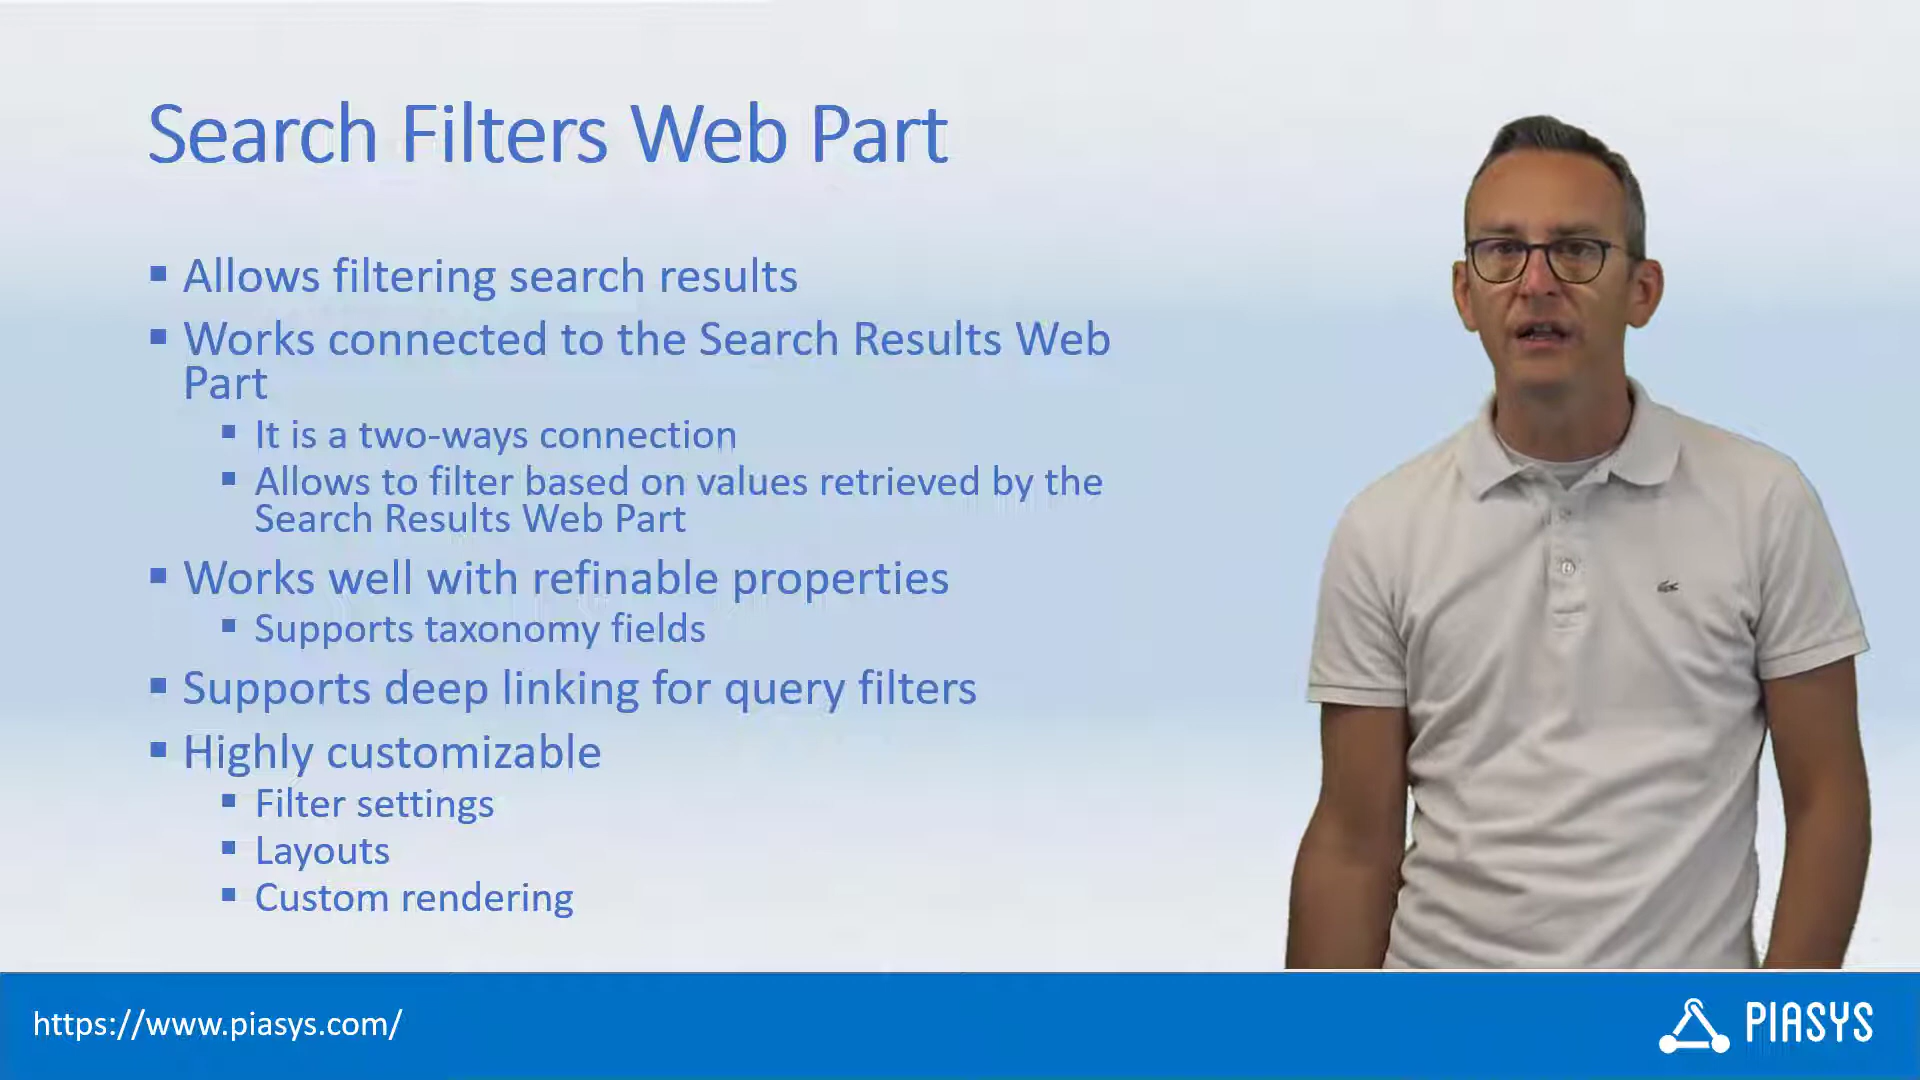 Search Filters Web Part
▪ Allows filtering search results
▪ Works connected to the Search Results Web
Part
▪ It is a two-ways connection
▪ Allows to filter based on values retrieved by the
Search Results Web Part
▪ Works well with refinable properties
▪ Supports taxonomy fields
▪ Supports deep linking for query filters
▪ Highly customizable
▪ Filter settings
▪ Layouts
▪ Custom rendering
https://www.piasys.com/
PIASYS